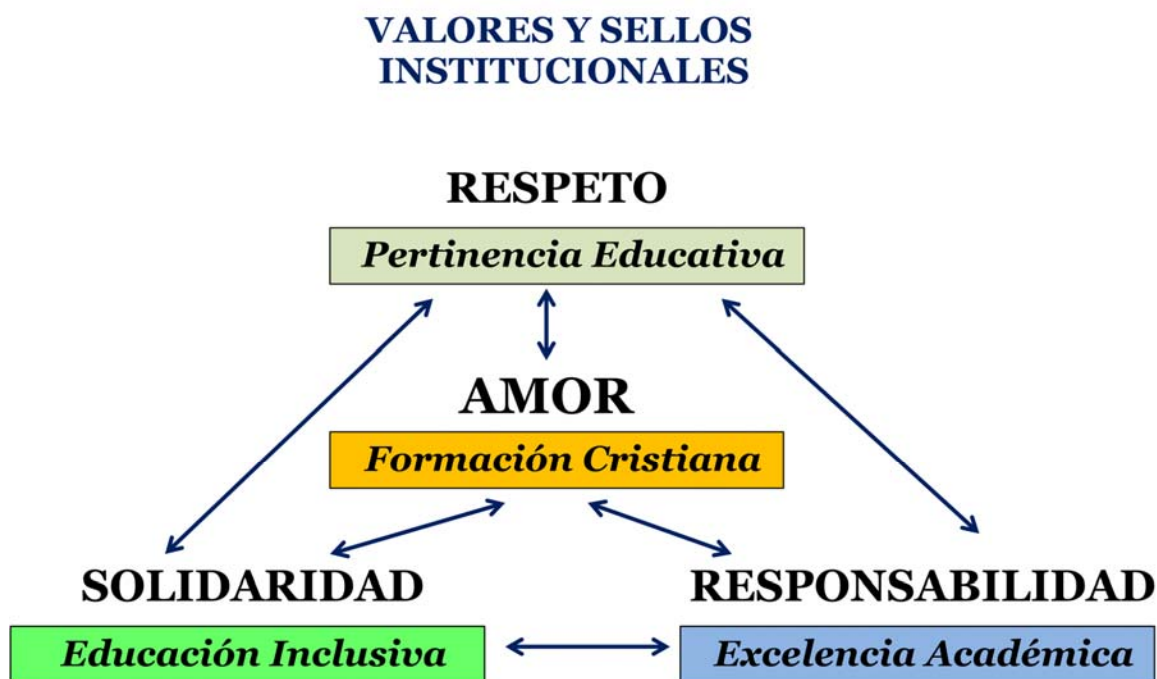 VALORES Y SELLOS
INSTITUCIONALES
RESPETO
Pertinencia Educativa
AMOR
Formación Cristiana
SOLIDARIDAD
Educación Inclusiva
RESPONSABILIDAD
Excelencia Académica